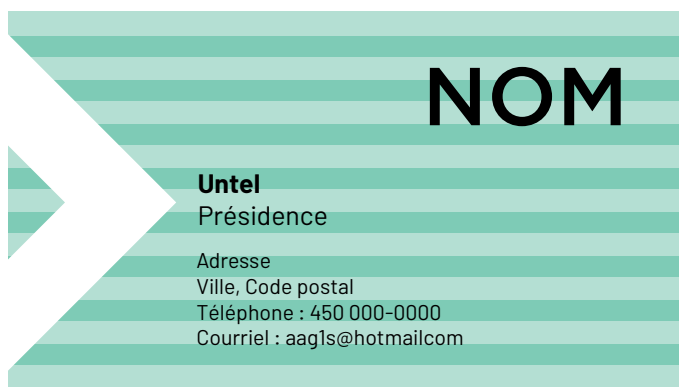 NOM
Untel
Présidence
Adresse
Ville, Code postal
Téléphone : 450 000-0000
Courriel : aag1s@hotmailcom